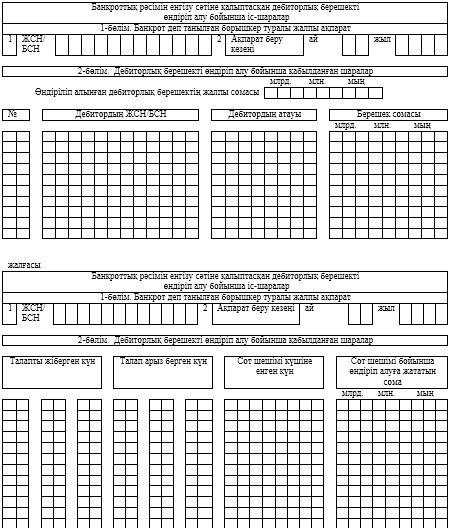 Банкроттық рәсімін енгізу сәтіне қалыптасқан дебиторлық берешекті
өндіріп алу бойынша іс-шаралар
1-бөлім. Банкрот деп танылған борышкер туралы жалпы ақпарат
1 ЖСН/ 2 Ақпарат беру ай жыл
БСН кезеңі
2-бөлім. Дебиторлық берешекті өндіріп алу бойынша қабылданған шаралар
млрд. млн. мың
Өндіріліп алынған дебиторлық берешектің жалпы сомасы
№ Дебитордың ЖСН/БСН Дебитордың атауы Берешек сомасы
млрд. млн. мың
жалғасы
Банкроттық рәсімін енгізу сәтіне қалыптасқан дебиторлық берешекті
өндіріп алу бойынша іс-шаралар
1-бөлім. Банкрот деп танылған борышкер туралы жалпы ақпарат
1 ЖСН/ 2 Ақпарат беру кезеңі ай жыл
БСН
2-бөлім. Дебиторлық берешекті өндіріп алу бойынша қабылданған шаралар
Талапты жіберген күн Талап арыз берген күн Сот шешімі күшіне Сот шешімі бойынша
енген күн өндіріп алуға жататын
сома
млрд. млн. мың